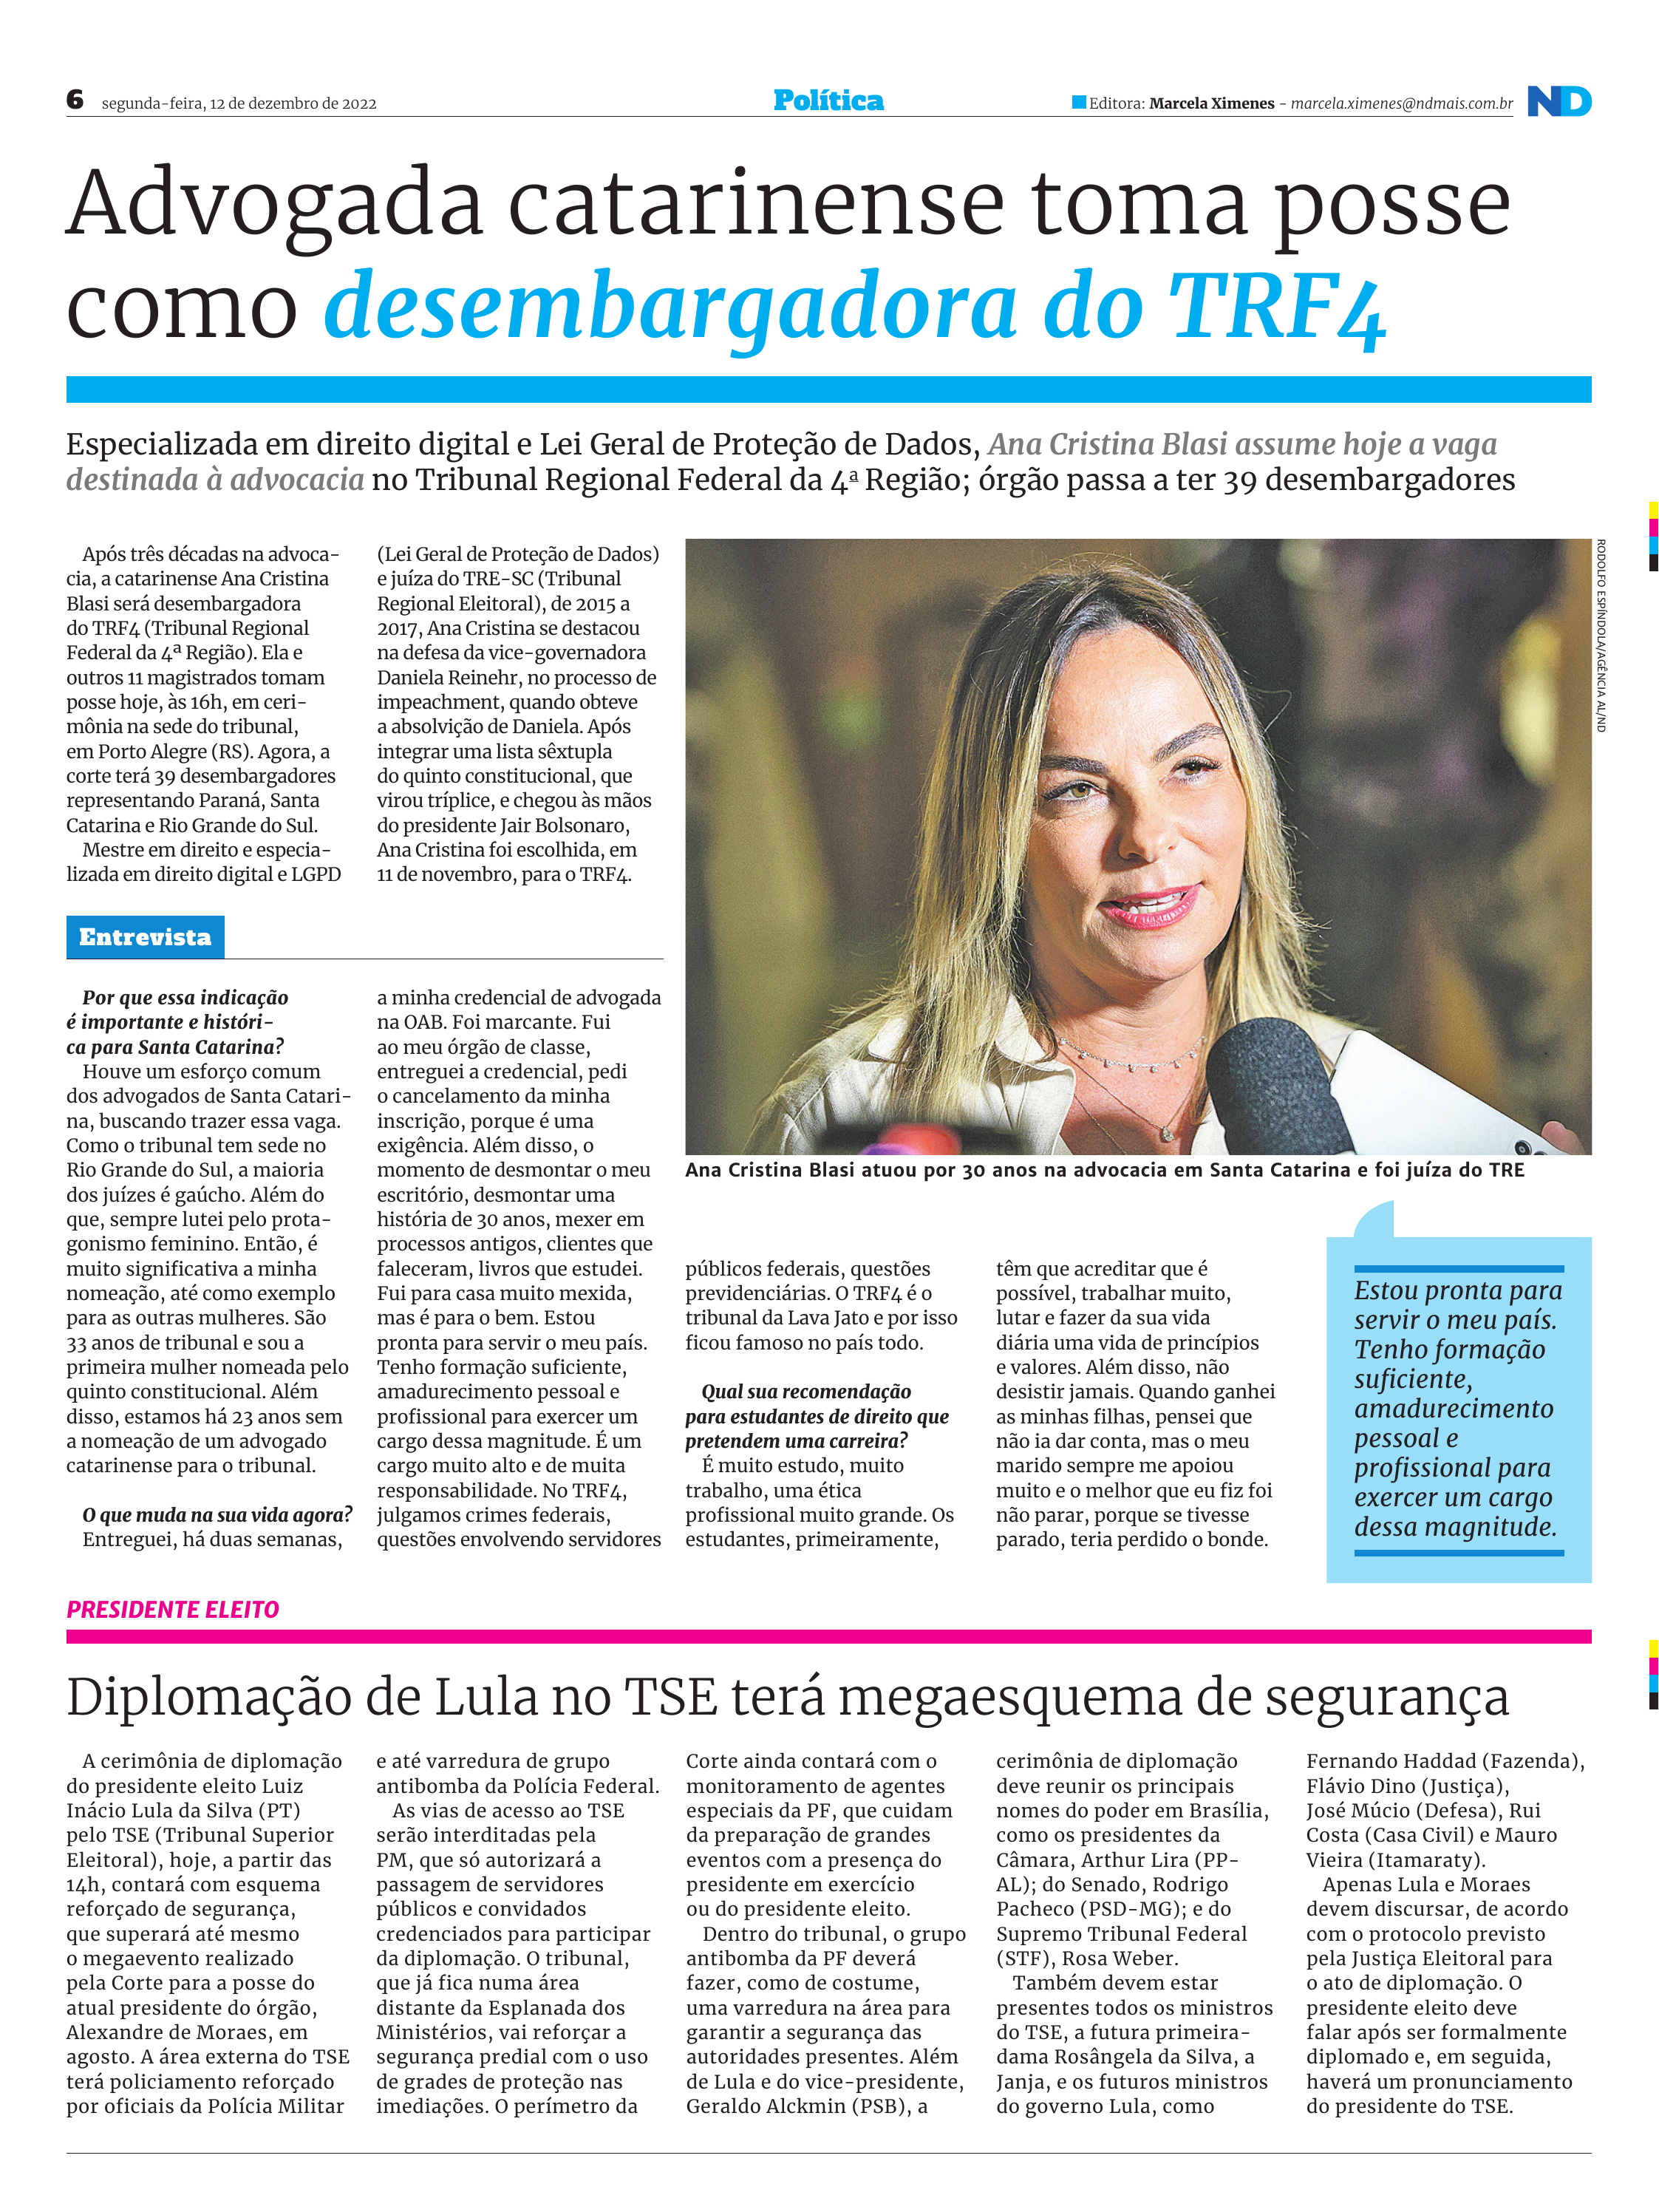 6 segunda-feira, 12 de dezembro de 2022
Política
Editora: Marcela Ximenes - marcela.ximenes@ndmais.com.br
ND
Advogada catarinense toma posse
como desembargadora do TRF4
Especializada em direito digital e Lei Geral de Proteção de Dados, Ana Cristina Blasi assume hoje a vaga
destinada à advocacia no Tribunal Regional Federal da 4ª Região; órgão passa a ter 39 desembargadores
Após três décadas na advoca-
cia, a catarinense Ana Cristina
Blasi será desembargadora
do TRF4 (Tribunal Regional
Federal da 4ª Região). Ela e
outros 11 magistrados tomam
posse hoje, às 16h, em ceri-
mônia na sede do tribunal,
em Porto Alegre (RS). Agora, a
corte terá 39 desembargadores
representando Paraná, Santa
Catarina e Rio Grande do Sul.
Mestre em direito e especia-
lizada em direito digital e LGPD
(Lei Geral de Proteção de Dados)
e juíza do TRE-SC (Tribunal
Regional Eleitoral), de 2015 a
2017, Ana Cristina se destacou
na defesa da vice-governadora
Daniela Reinehr, no processo de
impeachment, quando obteve
a absolvição de Daniela. Após
integrar uma lista sêxtupla
do quinto constitucional, que
virou tríplice, e chegou às mãos
do presidente Jair Bolsonaro,
Ana Cristina foi escolhida, em
11 de novembro, para o TRF4.
RODOLFO ESPÍNDOLA/AGÊNCIA AL/ND
Ana Cristina Blasi atuou por 30 anos na advocacia em Santa Catarina e foi juíza do TRE
Entrevista
Por que essa indicação
é importante e históri-
ca para Santa Catarina?
Houve um esforço comum
dos advogados de Santa Catari-
na, buscando trazer essa vaga.
Como o tribunal tem sede no
Rio Grande do Sul, a maioria
dos juízes é gaúcho. Além do
que, sempre lutei pelo prota-
gonismo feminino. Então, é
muito significativa a minha
nomeação, até como exemplo
para as outras mulheres. São
33 anos de tribunal e sou a
primeira mulher nomeada pelo
quinto constitucional. Além
disso, estamos há 23 anos sem
a nomeação de um advogado
catarinense para o tribunal.
O que muda na sua vida agora?
Entreguei, há duas semanas,
a minha credencial de advogada
na OAB. Foi marcante. Fui
ao meu órgão de classe,
entreguei a credencial, pedi
o cancelamento da minha
inscrição, porque é uma
exigência. Além disso, o
momento de desmontar o meu
escritório, desmontar uma
história de 30 anos, mexer em
processos antigos, clientes que
faleceram, livros que estudei.
Fui para casa muito mexida,
mas é para o bem. Estou
pronta para servir o meu país.
Tenho formação suficiente,
amadurecimento pessoal e
profissional para exercer um
cargo dessa magnitude. É um
cargo muito alto e de muita
responsabilidade. No TRF4,
julgamos crimes federais,
questões envolvendo servidores
públicos federais, questões
previdenciárias. O TRF4 é o
tribunal da Lava Jato e por isso
ficou famoso no país todo.
Qual sua recomendação
para estudantes de direito que
pretendem uma carreira?
É muito estudo, muito
trabalho, uma ética
profissional muito grande. Os
estudantes, primeiramente,
têm que acreditar que é
possível, trabalhar muito,
lutar e fazer da sua vida
diária uma vida de princípios
e valores. Além disso, não
desistir jamais. Quando ganhei
as minhas filhas, pensei que
não ia dar conta, mas o meu
marido sempre me apoiou
muito e o melhor que eu fiz foi
não parar, porque se tivesse
parado, teria perdido o bonde.
Estou pronta para
servir o meu país.
Tenho formação
suficiente,
amadurecimento
pessoal e
profissional para
exercer um cargo
dessa magnitude.
PRESIDENTE ELEITO
Diplomação de Lula no TSE terá megaesquema de segurança
A cerimônia de diplomação
do presidente eleito Luiz
Inácio Lula da Silva (PT)
pelo TSE (Tribunal Superior
Eleitoral), hoje, a partir das
14h, contará com esquema
reforçado de segurança,
que superará até mesmo
o megaevento realizado
pela Corte para a posse do
atual presidente do órgão,
Alexandre de Moraes, em
agosto. A área externa do TSE
terá policiamento reforçado
por oficiais da Polícia Militar
e até varredura de grupo
antibomba da Polícia Federal.
As vias de acesso ao TSE
serão interditadas pela
PM, que só autorizará a
passagem de servidores
públicos e convidados
credenciados para participar
da diplomação. O tribunal,
que já fica numa área
distante da Esplanada dos
Ministérios, vai reforçar a
segurança predial com o uso
de grades de proteção nas
imediações. O perímetro da
Corte ainda contará com o
monitoramento de agentes
especiais da PF, que cuidam
da preparação de grandes
eventos com a presença do
presidente em exercício
ou do presidente eleito.
Dentro do tribunal, o grupo
antibomba da PF deverá
fazer, como de costume,
uma varredura na área para
garantir a segurança das
autoridades presentes. Além
de Lula e do vice-presidente,
Geraldo Alckmin (PSB), a
cerimônia de diplomação
deve reunir os principais
nomes do poder em Brasília,
como os presidentes da
Câmara, Arthur Lira (PP-
AL); do Senado, Rodrigo
Pacheco (PSD-MG); e do
Supremo Tribunal Federal
(STF), Rosa Weber.
Também devem estar
presentes todos os ministros
do TSE, a futura primeira-
dama Rosângela da Silva, a
Janja, e os futuros ministros
do governo Lula, como
Fernando Haddad (Fazenda),
Flávio Dino (Justiça),
José Múcio (Defesa), Rui
Costa (Casa Civil) e Mauro
Vieira (Itamaraty).
Apenas Lula e Moraes
devem discursar, de acordo
com o protocolo previsto
pela Justiça Eleitoral para
o ato de diplomação. O
presidente eleito deve
falar após ser formalmente
diplomado e, em seguida,
haverá um pronunciamento
do presidente do TSE.